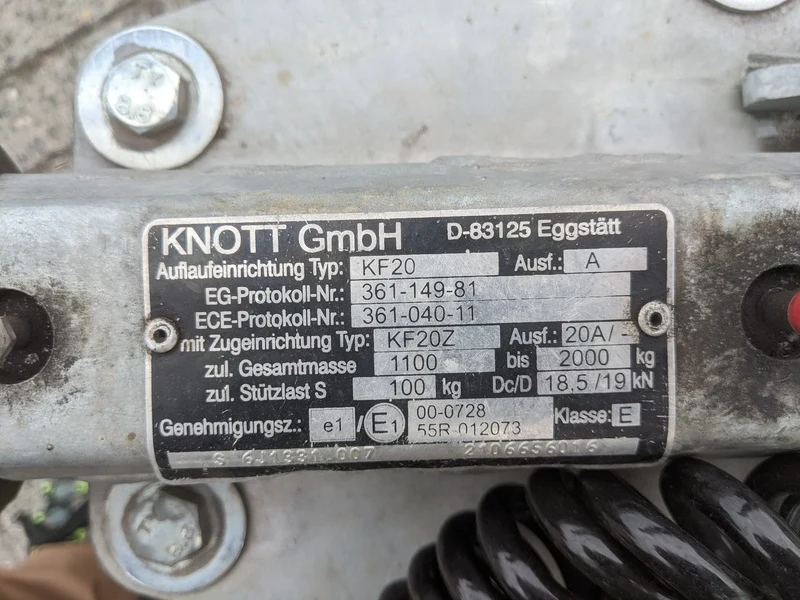 KNOTT GmbH D-83125 Eggstätt
Auflaufeinrichtung Typ: KF20 Ausf.: A
EG-Protokoll-Nr.: 361-149-81
ECE-Protokoll-Nr.: 361-040-11
mit Zugeinrichtung Typ: KF20Z Ausf.: 20A/-
zul. Gesamtmasse 1100 bis 2000 kg
zul. Stützlast S 100 kg Dc/D 18,5/19 kN
Genehmigungsz.: e1 / E1 00-0728 Klasse: E
55R-012073
8.8